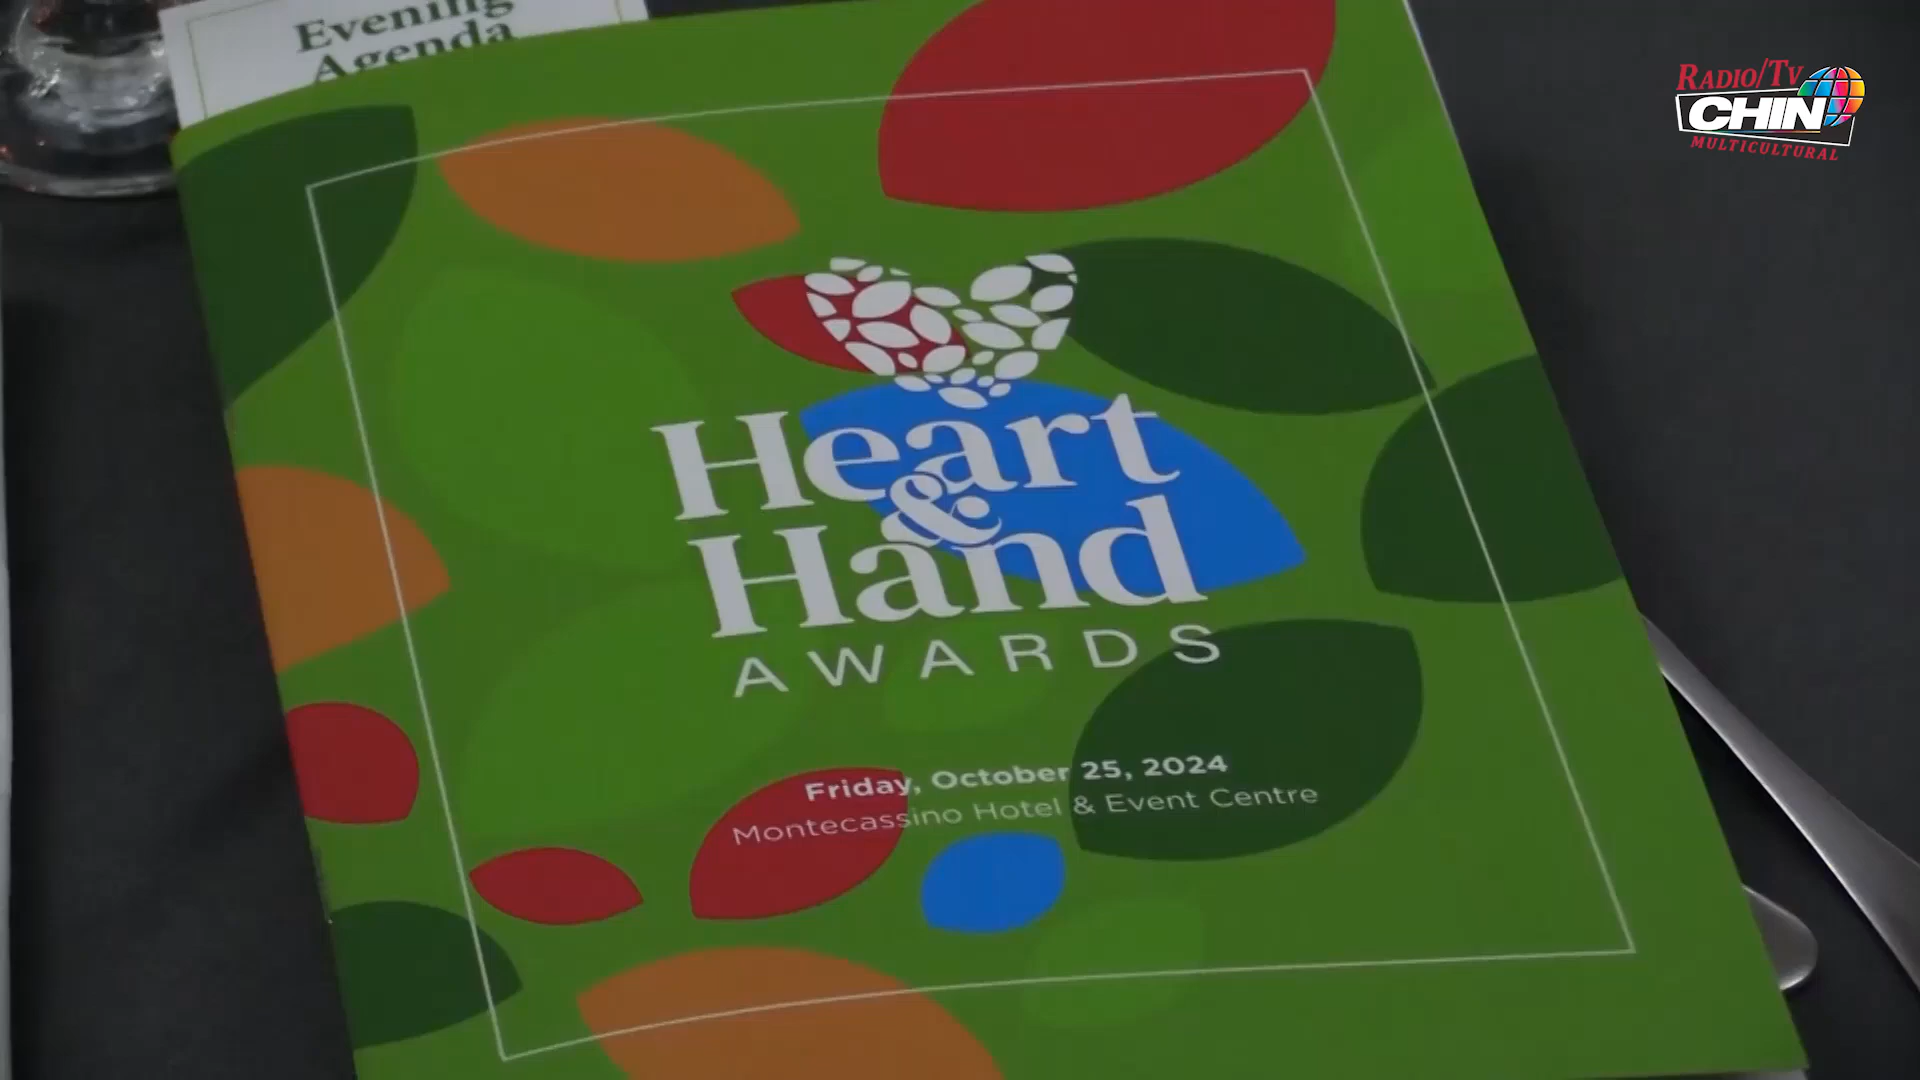 Evening
Agenda
RADIO/TV
CHIN
MULTICULTURAL
Heart
&
Hand
AWARDS
Friday, October 25, 2024
Montecassino Hotel & Event Centre